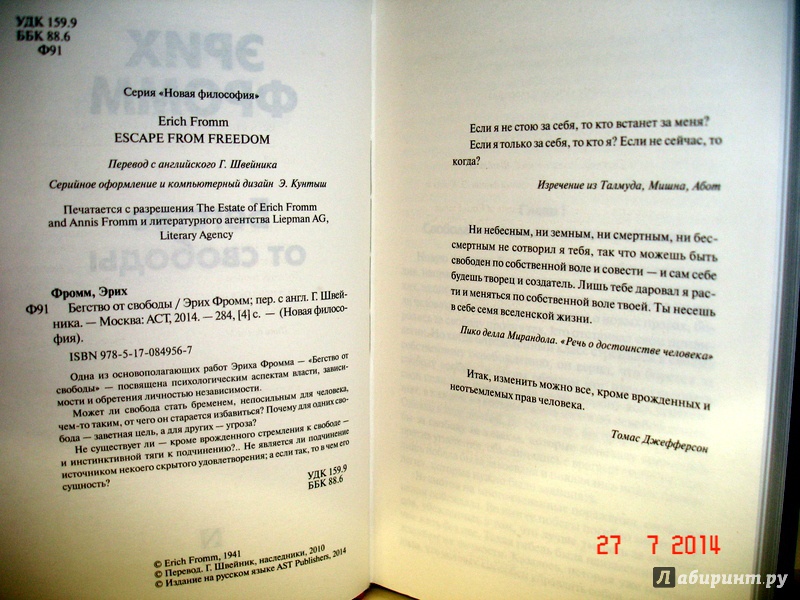 УДК 159.9
ББК 88.6
Ф91
Серия «Новая философия»
Erich Fromm
ESCAPE FROM FREEDOM
Перевод с английского Г. Швейника
Серийное оформление и компьютерный дизайн Э. Кунтыш
Печатается с разрешения The Estate of Erich Fromm
and Annis Fromm и литературного агентства Liepman AG,
Literary Agency
Фромм, Эрих
Ф91 Бегство от свободы / Эрих Фромм; пер. с англ. Г. Швей-
ника. — Москва: АСТ, 2014. — 284, [4] с. — (Новая филосо-
фия).
ISBN 978-5-17-084956-7
Одна из основополагающих работ Эриха Фромма — «Бегство от
свободы» — посвящена психологическим аспектам власти, зависи-
мости и обретения личностью независимости.
Может ли свобода стать бременем, непосильным для человека,
чем-то таким, от чего он старается избавиться? Почему для одних сво-
бода — заветная цель, а для других — угроза?
Не существует ли — кроме врожденного стремления к свободе —
и инстинктивной тяги к подчинению?.. Не является ли подчинение
источником некоего скрытого удовлетворения; а если так, то в чем его
сущность?
УДК 159.9
ББК 88.6
© Erich Fromm, 1941
© Перевод. Г. Швейник, наследники, 2010
© Издание на русском языке AST Publishers, 2014
Если я не стою за себя, то кто встанет за меня?
Если я только за себя, то кто я? Если не сейчас, то
когда?
Изречение из Талмуда, Мишна, Абот
Ни небесным, ни земным, ни смертным, ни бес-
смертным не сотворил я тебя, так что можешь быть
свободен по собственной воле и совести — и сам себе
будешь творец и создатель. Лишь тебе даровал я рас-
ти и меняться по собственной воле твоей. Ты несешь
в себе семя вселенской жизни.
Пико делла Мирандола. «Речь о достоинстве человека»
Итак, изменить можно все, кроме врожденных и
неотъемлемых прав человека.
Томас Джефферсон
27 7 2014
Лабиринт.ру